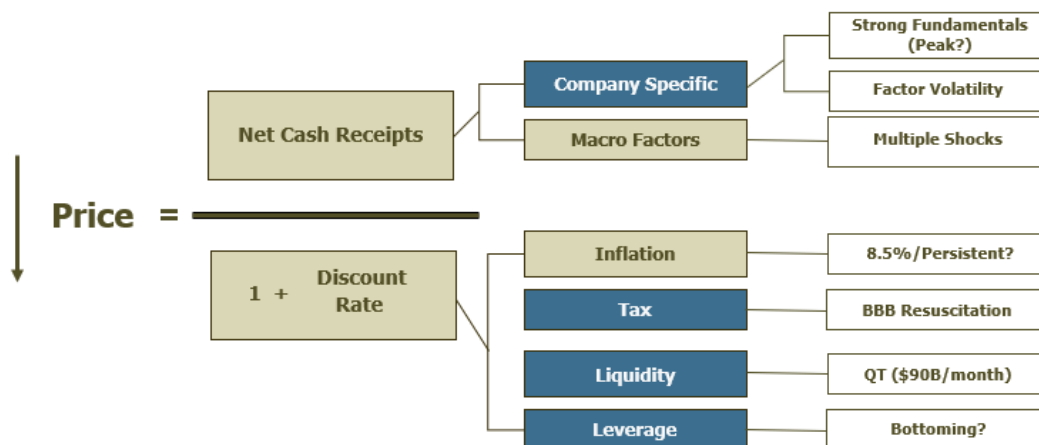 Strong Fundamentals
(Peak?)
Company Specific
Factor Volatility
Net Cash Receipts
Macro Factors
Multiple Shocks
Price =
Inflation
8.5%/Persistent?
1 + Discount
Rate
Tax
BBB Resuscitation
Liquidity
QT ($90B/month)
Leverage
Bottoming?